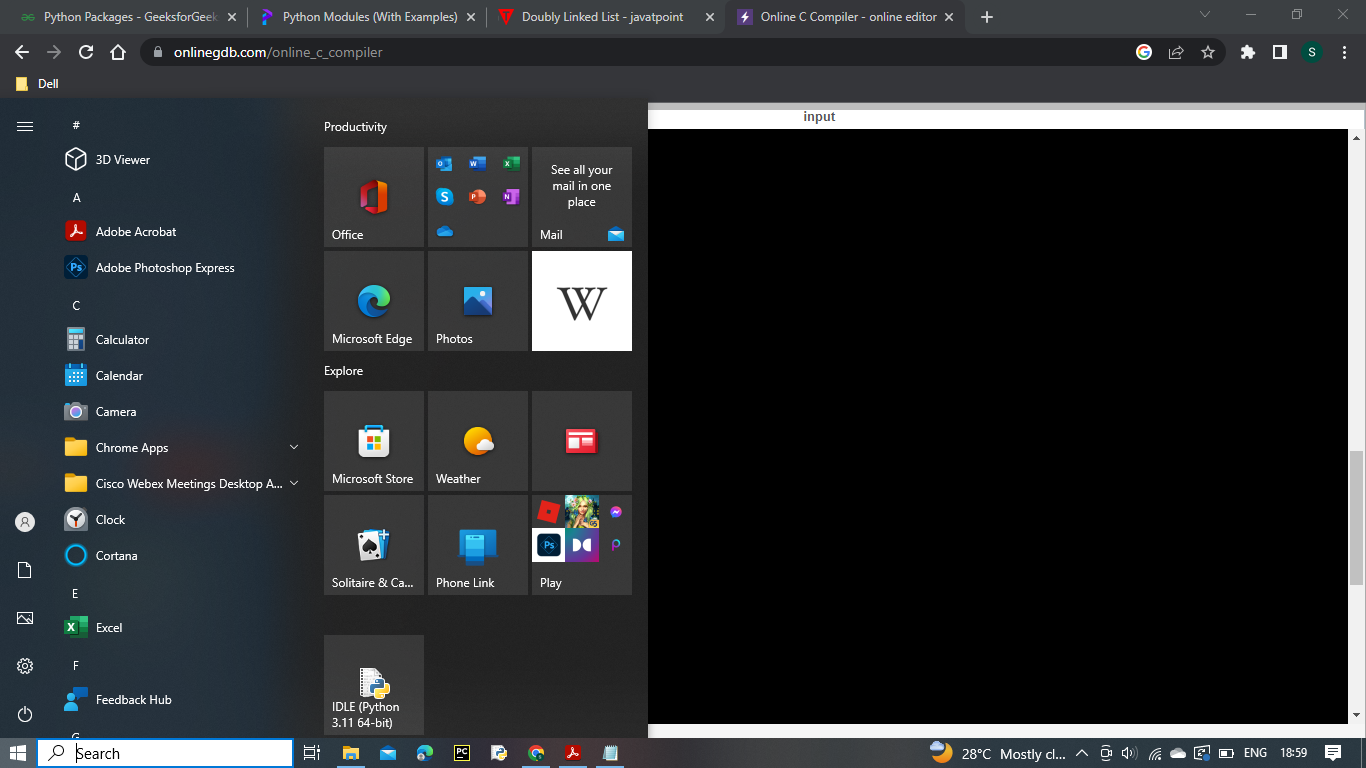 Python Packages - GeeksforGeek
Python Modules (With Examples)
Doubly Linked List - javatpoint
Online C Compiler - online editor
onlinegdb.com/online_c_compiler
S
Dell
input
#
3D Viewer
A
Adobe Acrobat
Ps
Adobe Photoshop Express
C
Calculator
Calendar
Camera
Chrome Apps
Cisco Webex Meetings Desktop A...
Clock
Cortana
E
Excel
F
Feedback Hub
G
Productivity
Office
See all your
mail in one
place
Mail
Microsoft Edge
Photos
W
Explore
Microsoft Store
Weather
Solitaire & Ca...
Phone Link
Ps
Play
IDLE (Python
3.11 64-bit)
Search
PC
28°C Mostly cl...
ENG
18:59